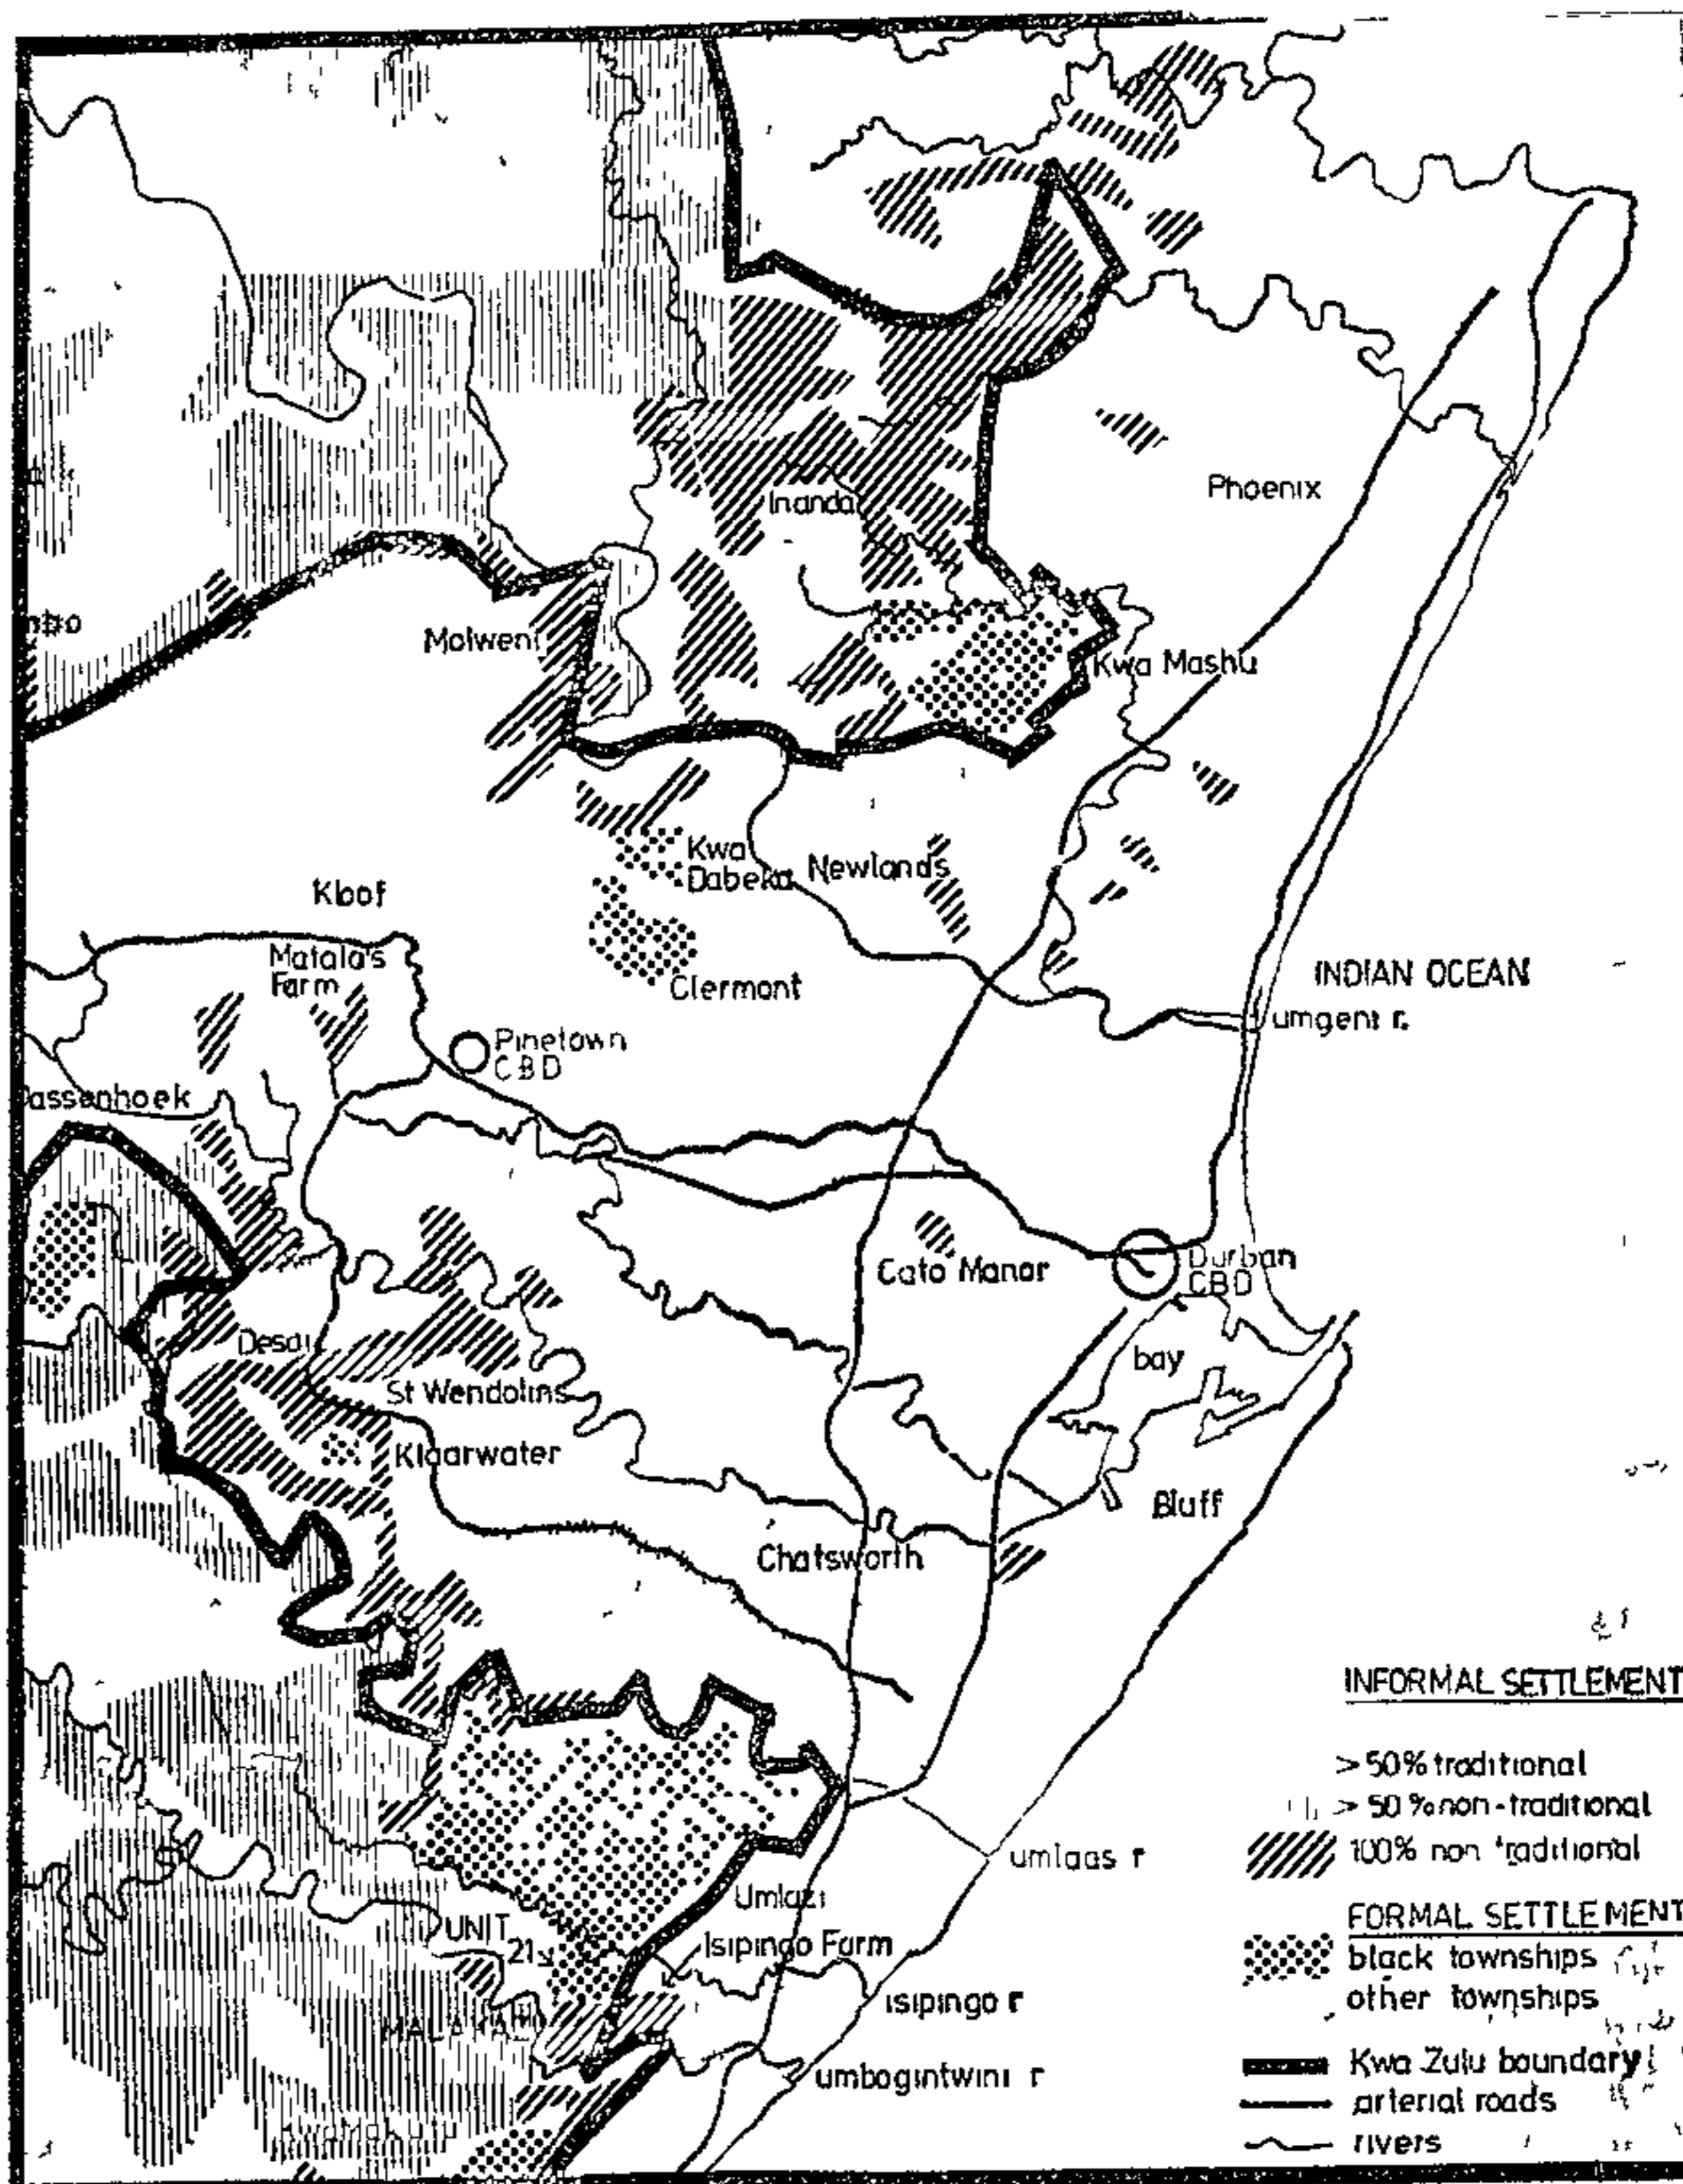 Inanda
Phoenix
Molweni
Kwa Mashu
Kwa
Dabeka
Newlands
Kloof
Matala's
Farm
Clermont
INDIAN OCEAN
umgeni r.
Pinetown
CBD
assenhoek
Cato Manor
Durban
CBD
Desai
bay
St Wendolins
Klaarwater
Bluff
Chatsworth
INFORMAL SETTLEMENT
> 50% traditional
> 50% non-traditional
100% non traditional
umlaas r
Umlazi
FORMAL SETTLEMENT
UNIT
21
Isipingo Farm
black townships
other townships
isipingo r
Kwa Zulu boundary
umbogintwini r
arterial roads
rivers